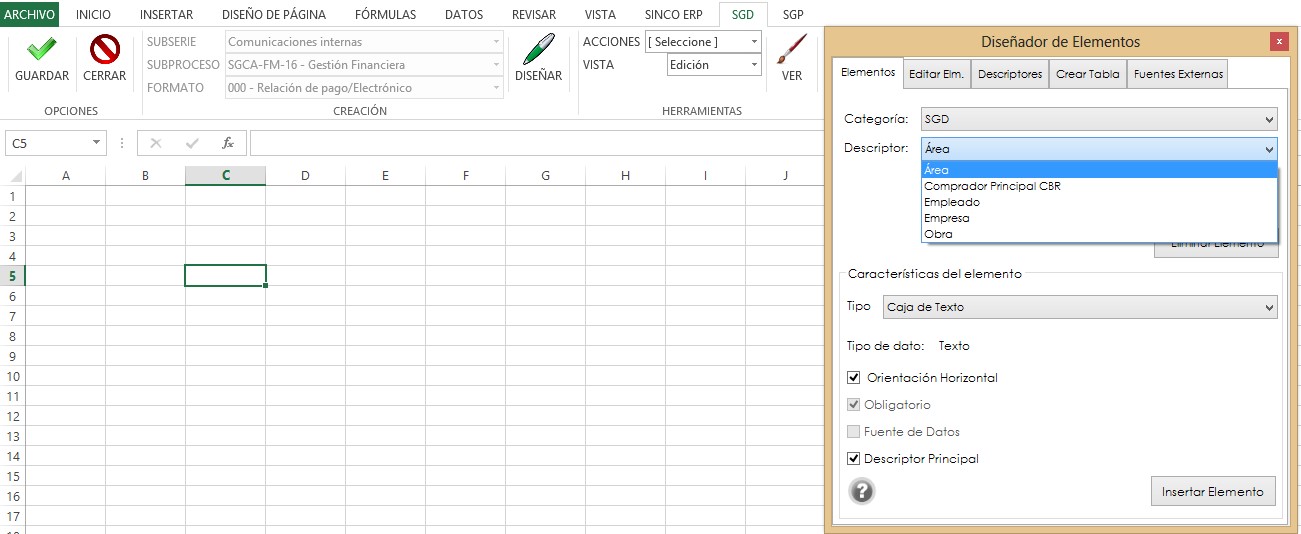 ARCHIVO INICIO INSERTAR DISEÑO DE PÁGINA FÓRMULAS DATOS REVISAR VISTA SINCO ERP SGD SGP
GUARDAR CERRAR
OPCIONES
SUBSERIE Comunicaciones internas
SUBPROCESO SGCA-FM-16 - Gestión Financiera
FORMATO 000 - Relación de pago/Electrónico
CREACIÓN
DISEÑAR
ACCIONES [ Seleccione ]
VISTA Edición
VER
HERRAMIENTAS
C5 fx
A B C D E F G H I J
1
2
3
4
5
6
7
8
9
10
11
12
13
14
15
16
17
Diseñador de Elementos x
Elementos Editar Elm. Descriptores Crear Tabla Fuentes Externas
Categoría: SGD
Descriptor: Área
Área
Comprador Principal CBR
Empleado
Empresa
Obra
Eliminar Elemento
Características del elemento
Tipo Caja de Texto
Tipo de dato: Texto
Orientación Horizontal
Obligatorio
Fuente de Datos
Descriptor Principal
? Insertar Elemento